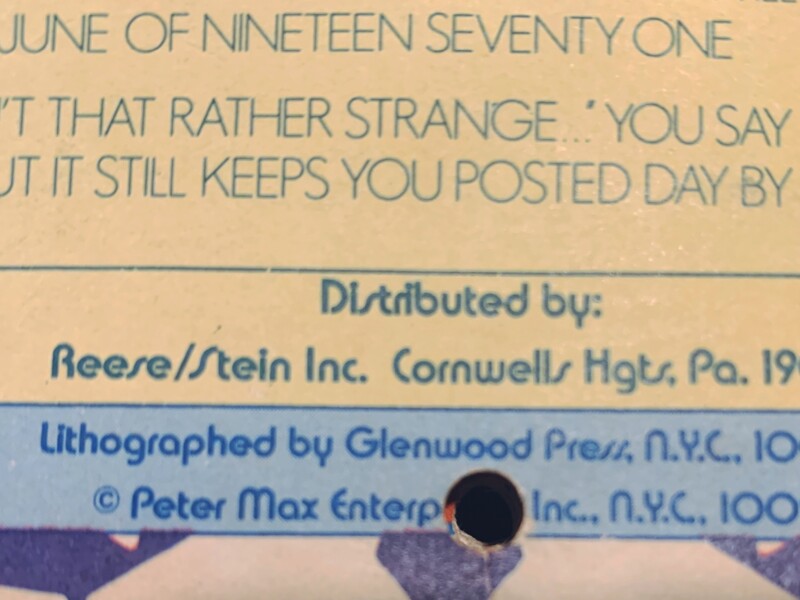 JUNE OF NINETEEN SEVENTY ONE
'T THAT RATHER STRANGE..." YOU SAY
UT IT STILL KEEPS YOU POSTED DAY BY
Distributed by:
Reese/Stein Inc. Cornwells Hgts, Pa. 19
Lithographed by Glenwood Press, N.Y.C., 10
© Peter Max Enterp Inc., N.Y.C., 100